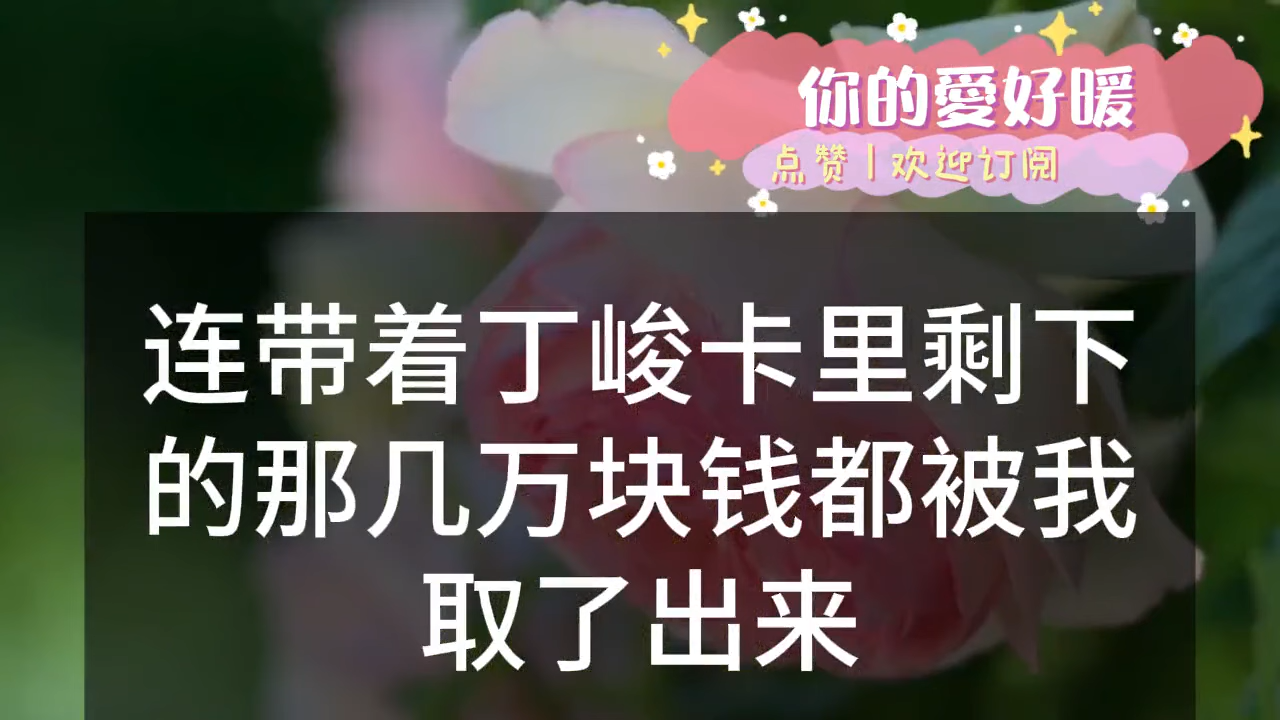 你的愛好暖
点赞 | 欢迎订阅
连带着丁峻卡里剩下
的那几万块钱都被我
取了出来